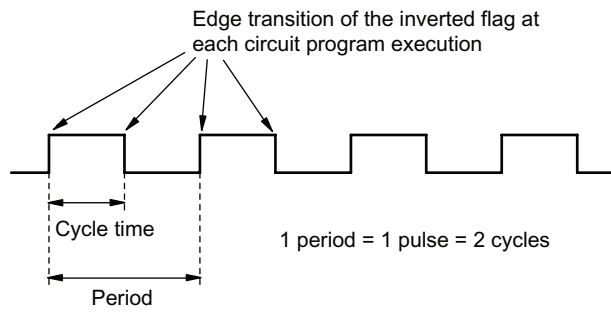 Edge transition of the inverted flag at
each circuit program execution
Cycle time
1 period = 1 pulse = 2 cycles
Period